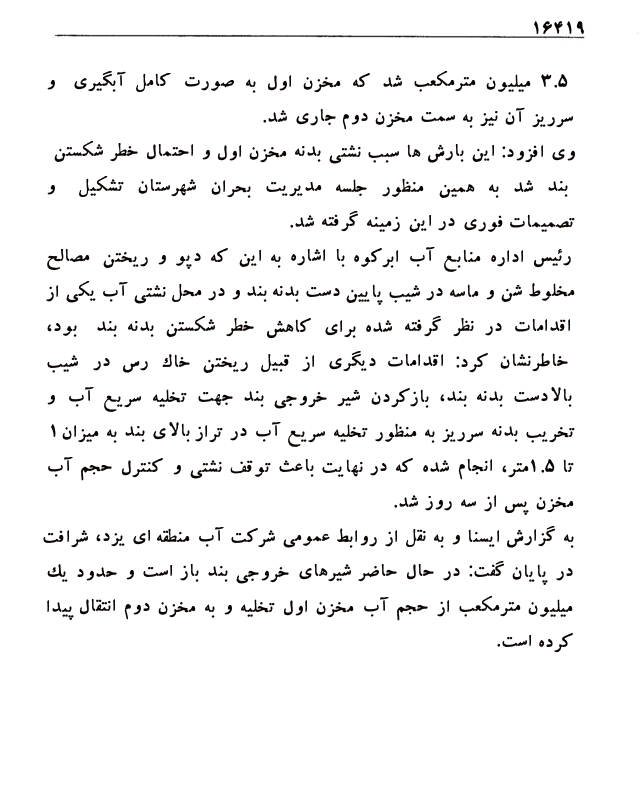 ۱۶۴۱۹
۳.۵ میلیون مترمکعب شد که مخزن اول به صورت کامل آبگیری و
سرریز آن نیز به سمت مخزن دوم جاری شد.
وی افزود: این بارش ها سبب نشتی بدنه مخزن اول و احتمال خطر شکستن
بند شد به همین منظور جلسه مدیریت بحران شهرستان تشکیل و
تصمیمات فوری در این زمینه گرفته شد.
رئیس اداره منابع آب ابرکوه با اشاره به این که دپو و ریختن مصالح
مخلوط شن و ماسه در شیب پایین دست بدنه بند و در محل نشتی آب یکی از
اقدامات در نظر گرفته شده برای کاهش خطر شکستن بدنه بند بود،
خاطرنشان کرد: اقدامات دیگری از قبیل ریختن خاك رس در شیب
بالادست بدنه بند، بازکردن شیر خروجی بند جهت تخلیه سریع آب و
تخریب بدنه سرریز به منظور تخلیه سریع آب در تراز بالای بند به میزان ۱
تا ۱.۵متر، انجام شده که در نهایت باعث توقف نشتی و کنترل حجم آب
مخزن پس از سه روز شد.
به گزارش ایسنا و به نقل از روابط عمومی شرکت آب منطقه ای یزد، شرافت
در پایان گفت: در حال حاضر شیرهای خروجی بند باز است و حدود یك
میلیون مترمکعب از حجم آب مخزن اول تخلیه و به مخزن دوم انتقال پیدا
کرده است.